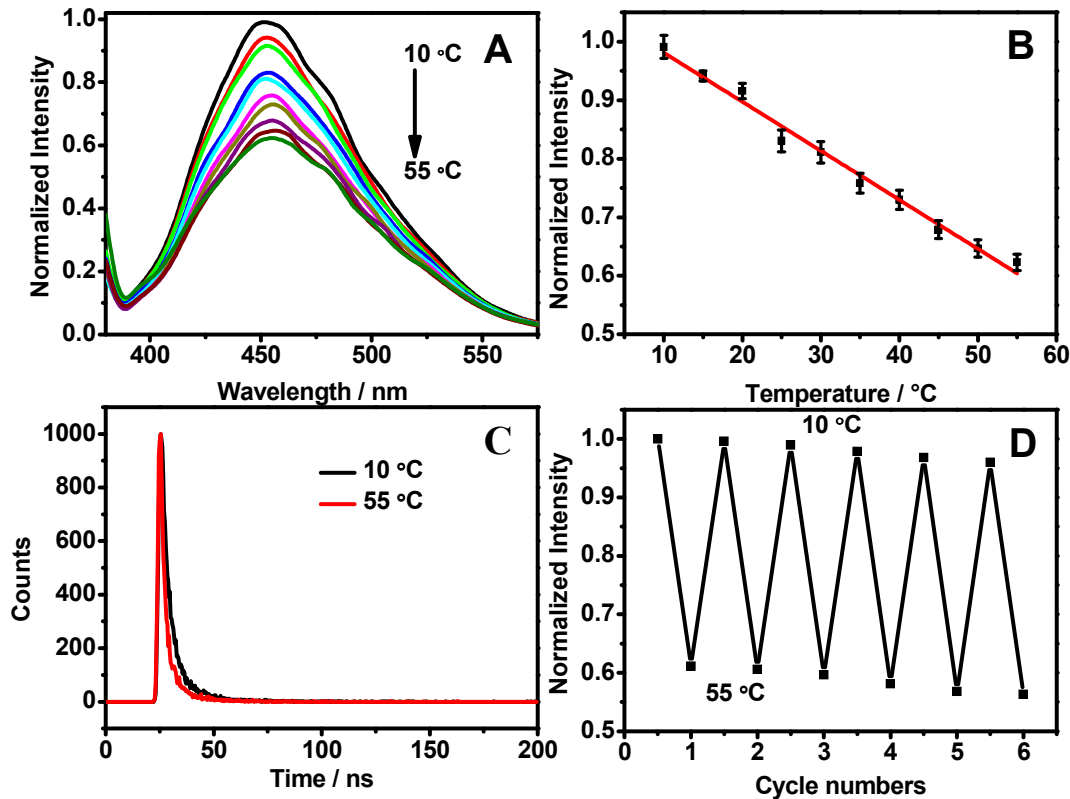 A
10 °C
55 °C
Normalized Intensity
1.0
0.8
0.6
0.4
0.2
0.0
400 450 500 550
Wavelength / nm
B
Normalized Intensity
1.0
0.9
0.8
0.7
0.6
0.5
10 20 30 40 50 60
Temperature / °C
C
10 °C
55 °C
Counts
1000
800
600
400
200
0
0 50 100 150 200
Time / ns
D
10 °C
55 °C
Normalized Intensity
1.0
0.9
0.8
0.7
0.6
0.5
0 1 2 3 4 5 6
Cycle numbers